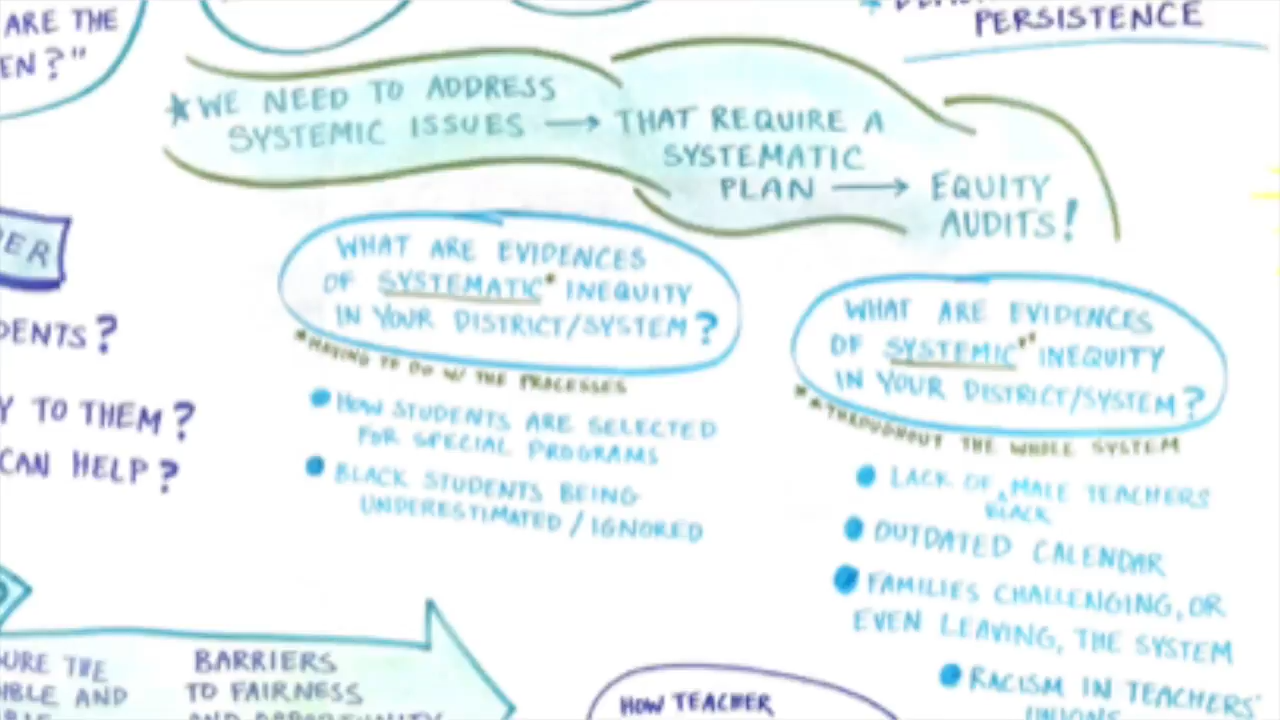 ARE THE
EN?"
PERSISTENCE
WE NEED TO ADDRESS
SYSTEMIC ISSUES → THAT REQUIRE A
SYSTEMATIC
PLAN → EQUITY
AUDITS!
ER
DENTS?
Y TO THEM?
CAN HELP?
WHAT ARE EVIDENCES
OF SYSTEMATIC* INEQUITY
IN YOUR DISTRICT/SYSTEM?
*HAVING TO DO W/ THE PROCESSES
HOW STUDENTS ARE SELECTED
FOR SPECIAL PROGRAMS
BLACK STUDENTS BEING
UNDERESTIMATED/IGNORED
WHAT ARE EVIDENCES
OF SYSTEMIC** INEQUITY
IN YOUR DISTRICT/SYSTEM?
**THROUGHOUT THE WHOLE SYSTEM
LACK OF MALE TEACHERS
BLACK
OUTDATED CALENDAR
FAMILIES CHALLENGING, OR
EVEN LEAVING, THE SYSTEM
RACISM IN TEACHERS'
UNIONS
URE THE
IBLE AND
BARRIERS
TO FAIRNESS
AND OPPORTUNITY
HOW TEACHER